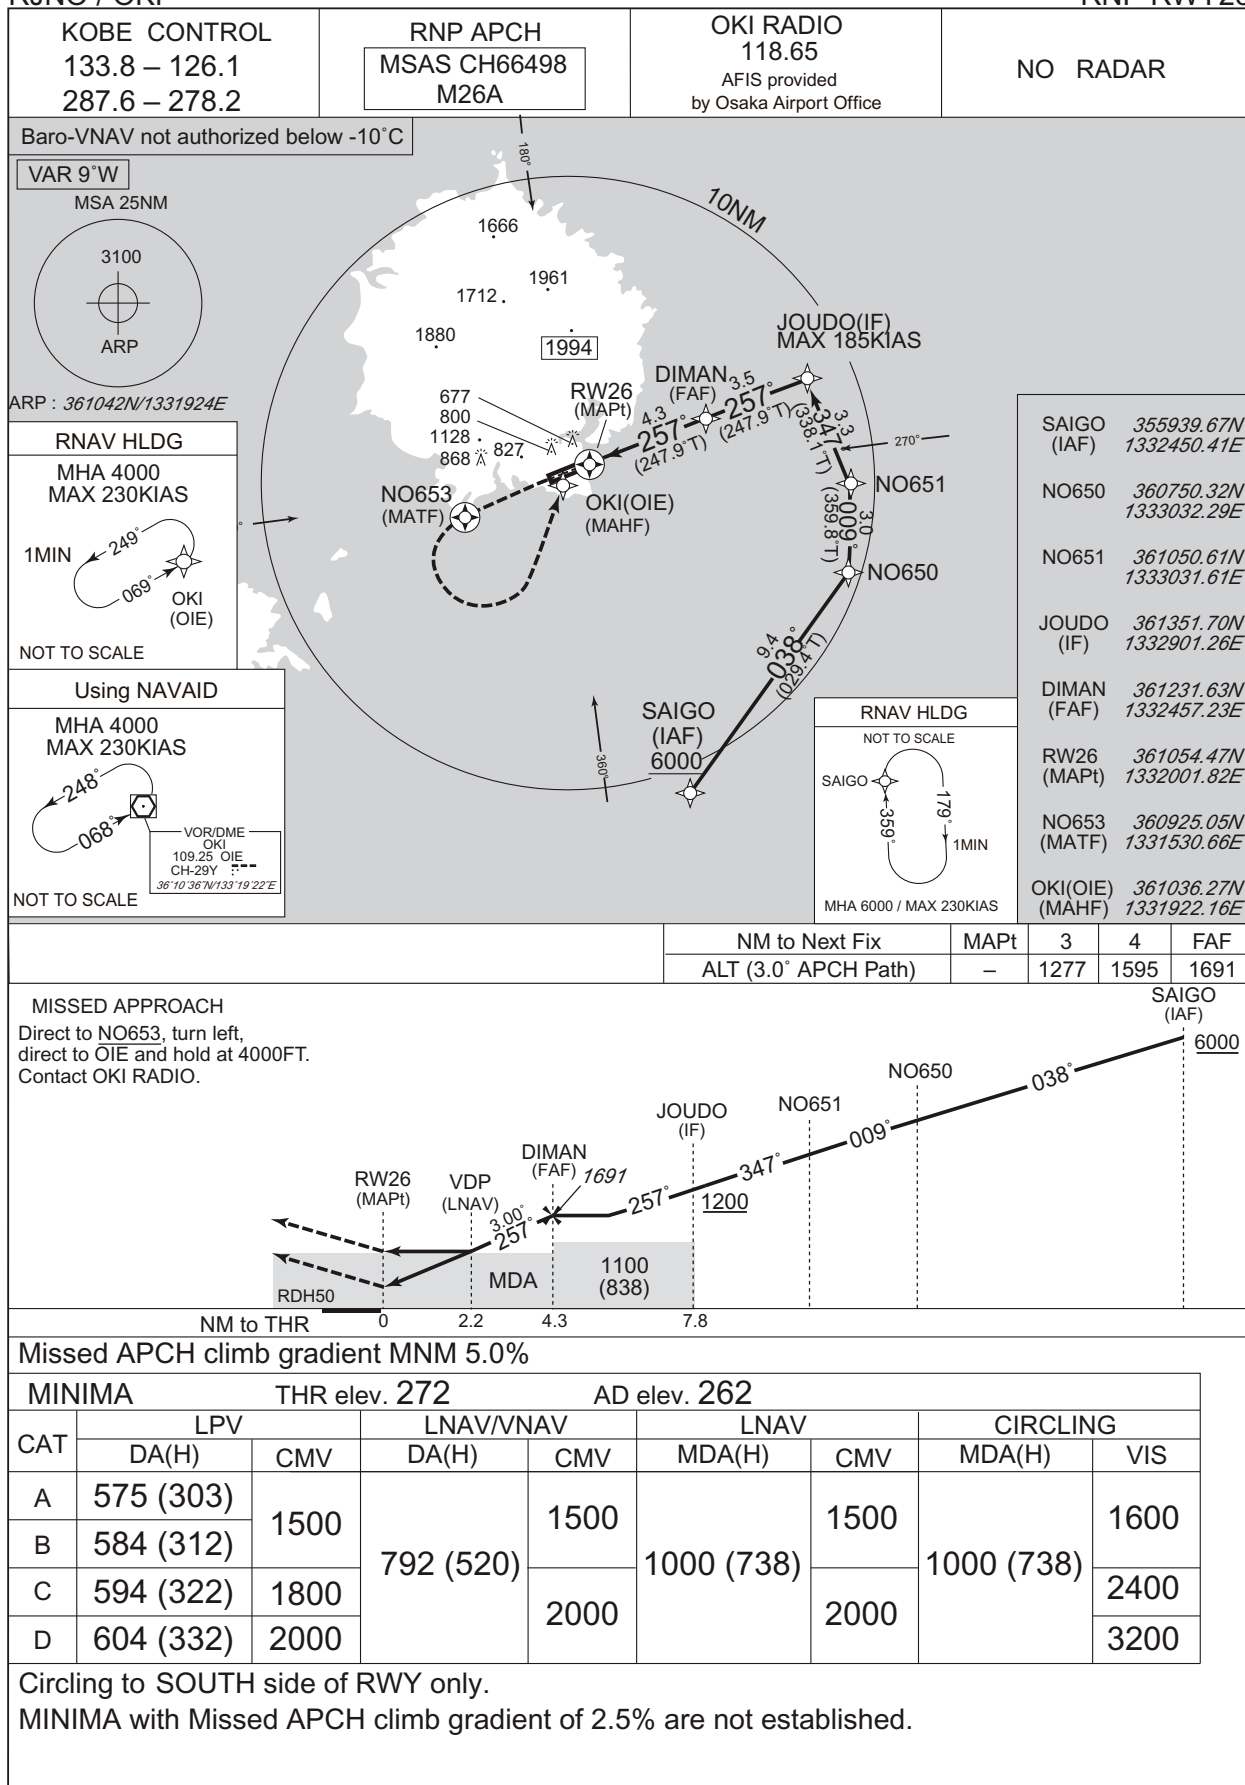 KOBE CONTROL
133.8 – 126.1
287.6 – 278.2
RNP APCH
MSAS CH66498
M26A
OKI RADIO
118.65
AFIS provided
by Osaka Airport Office
NO RADAR
Baro-VNAV not authorized below -10˚C
VAR 9˚W
MSA 25NM
3100
ARP
ARP : 361042N/1331924E
RNAV HLDG
MHA 4000
MAX 230KIAS
1MIN
249˚
069˚
OKI
(OIE)
NOT TO SCALE
Using NAVAID
MHA 4000
MAX 230KIAS
248˚
068˚
VOR/DME
OKI
109.25 OIE
CH-29Y
36˚10'36"N/133˚19'22"E
NOT TO SCALE
180˚
10NM
1666
1961
1712
1880
1994
677
800
1128
868
827
RW26
(MAPt)
DIMAN
(FAF)
JOUDO(IF)
MAX 185KIAS
3.5
257˚
(247.9˚T)
4.3
257˚
(247.9˚T)
3.3
347˚
(338.1˚T)
270˚
NO651
3.0
009˚
(359.8˚T)
NO650
NO653
(MATF)
OKI(OIE)
(MAHF)
9.4
038˚
(029.4˚T)
SAIGO
(IAF)
6000
360˚
RNAV HLDG
NOT TO SCALE
SAIGO
359˚
179˚
1MIN
MHA 6000 / MAX 230KIAS
SAIGO 355939.67N
(IAF) 1332450.41E
NO650 360750.32N
1333032.29E
NO651 361050.61N
1333031.61E
JOUDO 361351.70N
(IF) 1332901.26E
DIMAN 361231.63N
(FAF) 1332457.23E
RW26 361054.47N
(MAPt) 1332001.82E
NO653 360925.05N
(MATF) 1331530.66E
OKI(OIE) 361036.27N
(MAHF) 1331922.16E
NM to Next Fix MAPt 3 4 FAF
ALT (3.0˚ APCH Path) – 1277 1595 1691
MISSED APPROACH
Direct to NO653, turn left,
direct to OIE and hold at 4000FT.
Contact OKI RADIO.
SAIGO
(IAF)
6000
038˚
NO650
009˚
NO651
347˚
JOUDO
(IF)
1200
257˚
DIMAN
(FAF)
1691
3.00˚
257˚
VDP
(LNAV)
RW26
(MAPt)
MDA
1100
(838)
RDH50
NM to THR 0 2.2 4.3 7.8
Missed APCH climb gradient MNM 5.0%
MINIMA THR elev. 272 AD elev. 262
CAT LPV LNAV/VNAV LNAV CIRCLING
DA(H) CMV DA(H) CMV MDA(H) CMV MDA(H) VIS
A 575 (303) 1500 792 (520) 1500 1000 (738) 1500 1000 (738) 1600
B 584 (312)
C 594 (322) 1800 2000 2000 2400
D 604 (332) 2000 3200
Circling to SOUTH side of RWY only.
MINIMA with Missed APCH climb gradient of 2.5% are not established.